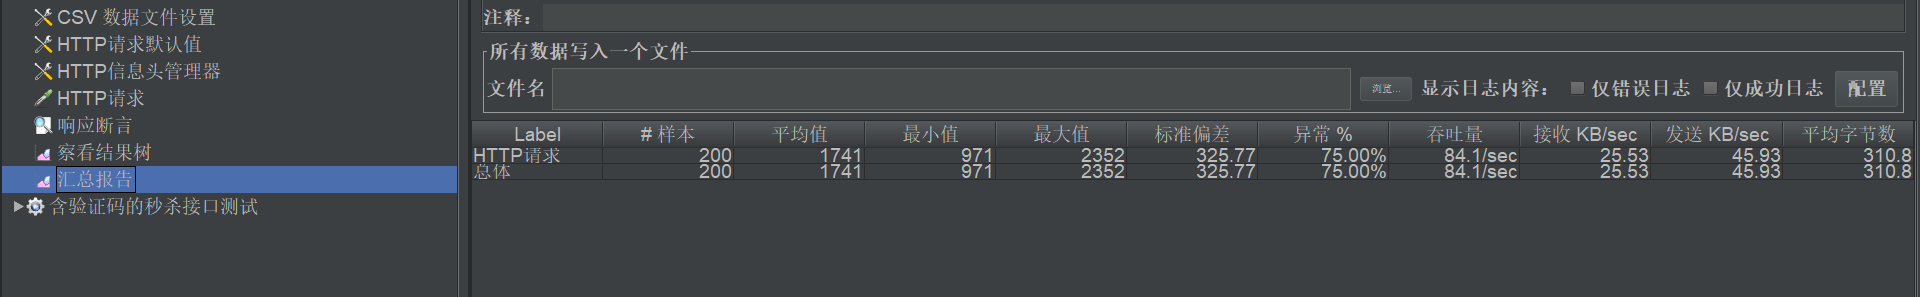 CSV 数据文件设置
HTTP请求默认值
HTTP信息头管理器
HTTP请求
响应断言
察看结果树
汇总报告
含验证码的秒杀接口测试
注释：
所有数据写入一个文件
文件名 浏览... 显示日志内容： 仅错误日志 仅成功日志 配置
Label # 样本 平均值 最小值 最大值 标准偏差 异常 % 吞吐量 接收 KB/sec 发送 KB/sec 平均字节数
HTTP请求 200 1741 971 2352 325.77 75.00% 84.1/sec 25.53 45.93 310.8
总体 200 1741 971 2352 325.77 75.00% 84.1/sec 25.53 45.93 310.8